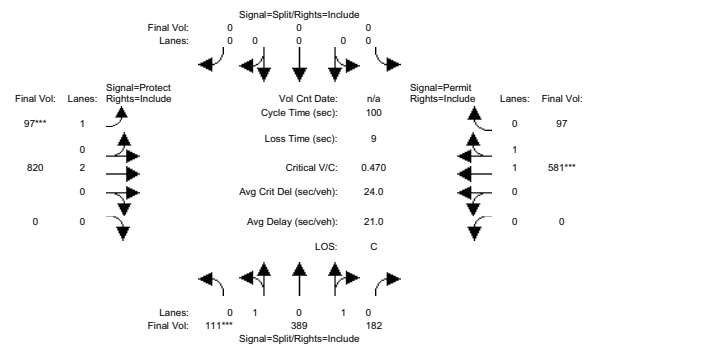 Signal=Split/Rights=Include
Final Vol: 0 0 0
Lanes: 0 0 0 0 0
Signal=Protect Signal=Permit
Final Vol: Lanes: Rights=Include Vol Cnt Date: n/a Rights=Include Lanes: Final Vol:
Cycle Time (sec): 100
97*** 1 0 97
Loss Time (sec): 9
0 1
820 2 Critical V/C: 0.470 1 581***
0 Avg Crit Del (sec/veh): 24.0 0
0 0 Avg Delay (sec/veh): 21.0 0 0
LOS: C
Lanes: 0 1 0 1 0
Final Vol: 111*** 389 182
Signal=Split/Rights=Include